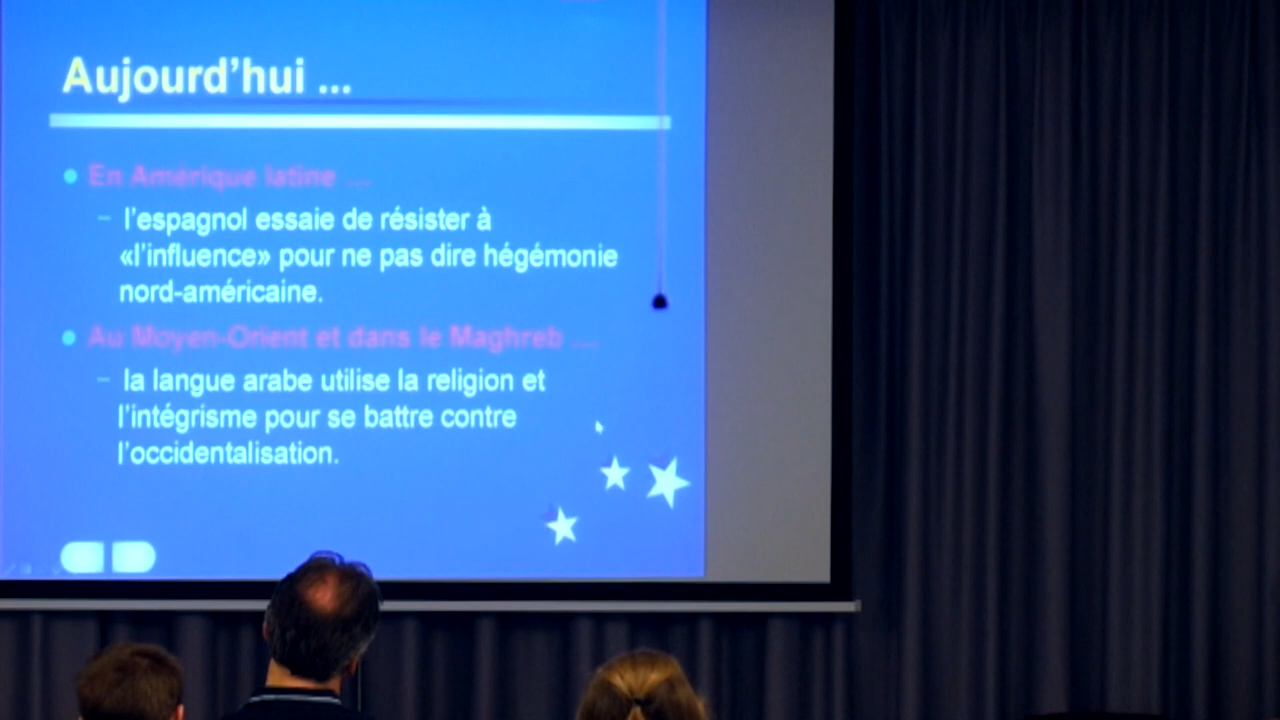 Aujourd’hui ...
En Amérique latine ...
– l’espagnol essaie de résister à
«l’influence» pour ne pas dire hégémonie
nord-américaine.
Au Moyen-Orient et dans le Maghreb ...
– la langue arabe utilise la religion et
l’intégrisme pour se battre contre
l’occidentalisation.